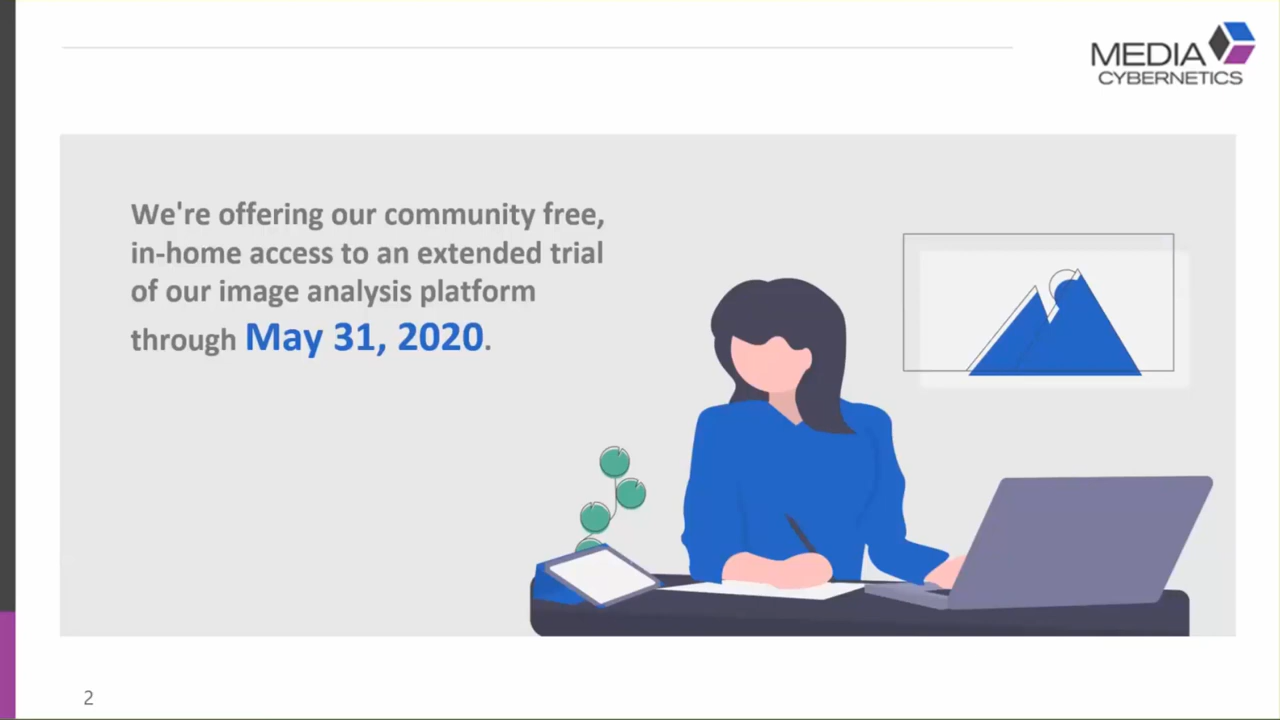 MEDIA
CYBERNETICS
We're offering our community free,
in-home access to an extended trial
of our image analysis platform
through May 31, 2020.
2